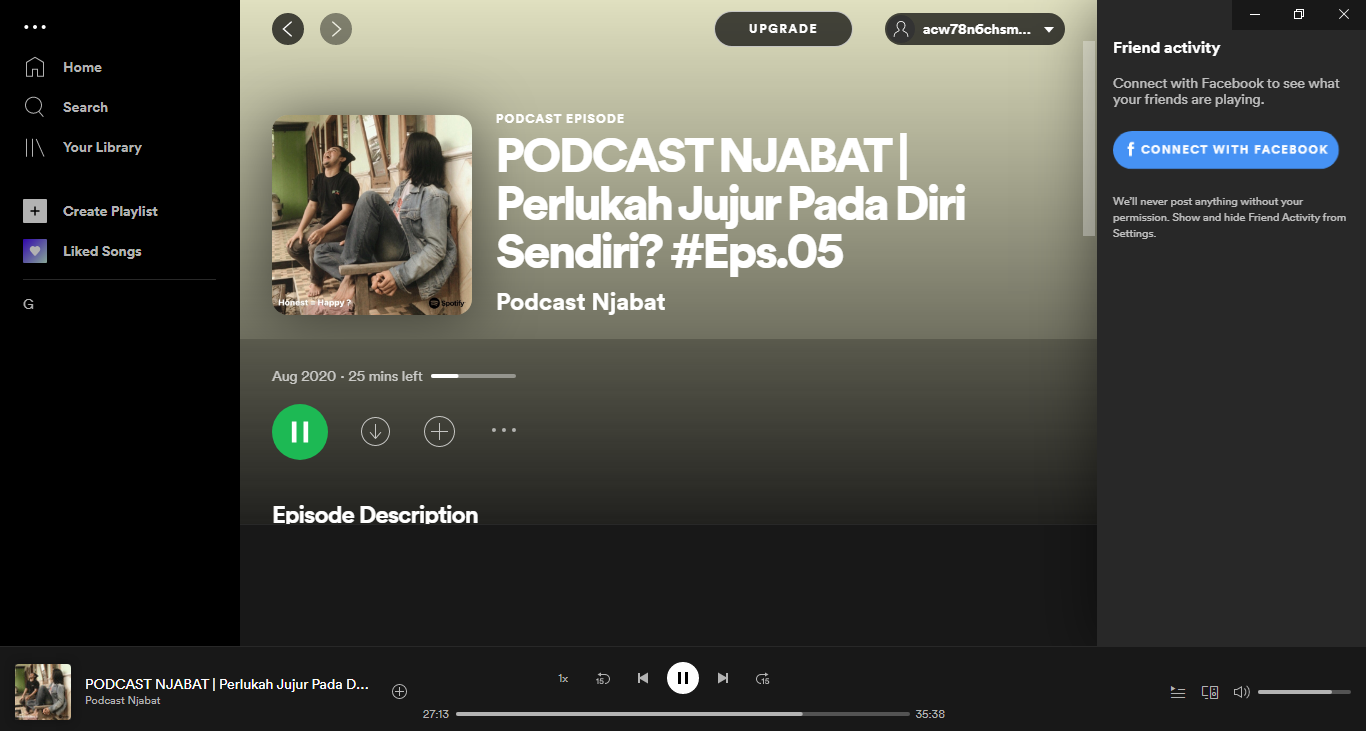 Home
Search
Your Library
Create Playlist
Liked Songs
G
UPGRADE
acw78n6chsm...
PODCAST EPISODE
PODCAST NJABAT |
Perlukah Jujur Pada Diri
Sendiri? #Eps.05
Podcast Njabat
Honest = Happy ?
Spotify
Aug 2020 · 25 mins left
Episode Description
Friend activity
Connect with Facebook to see what
your friends are playing.
f CONNECT WITH FACEBOOK
We'll never post anything without your
permission. Show and hide Friend Activity from
Settings.
PODCAST NJABAT | Perlukah Jujur Pada D...
Podcast Njabat
1x
15
15
27:13
35:38